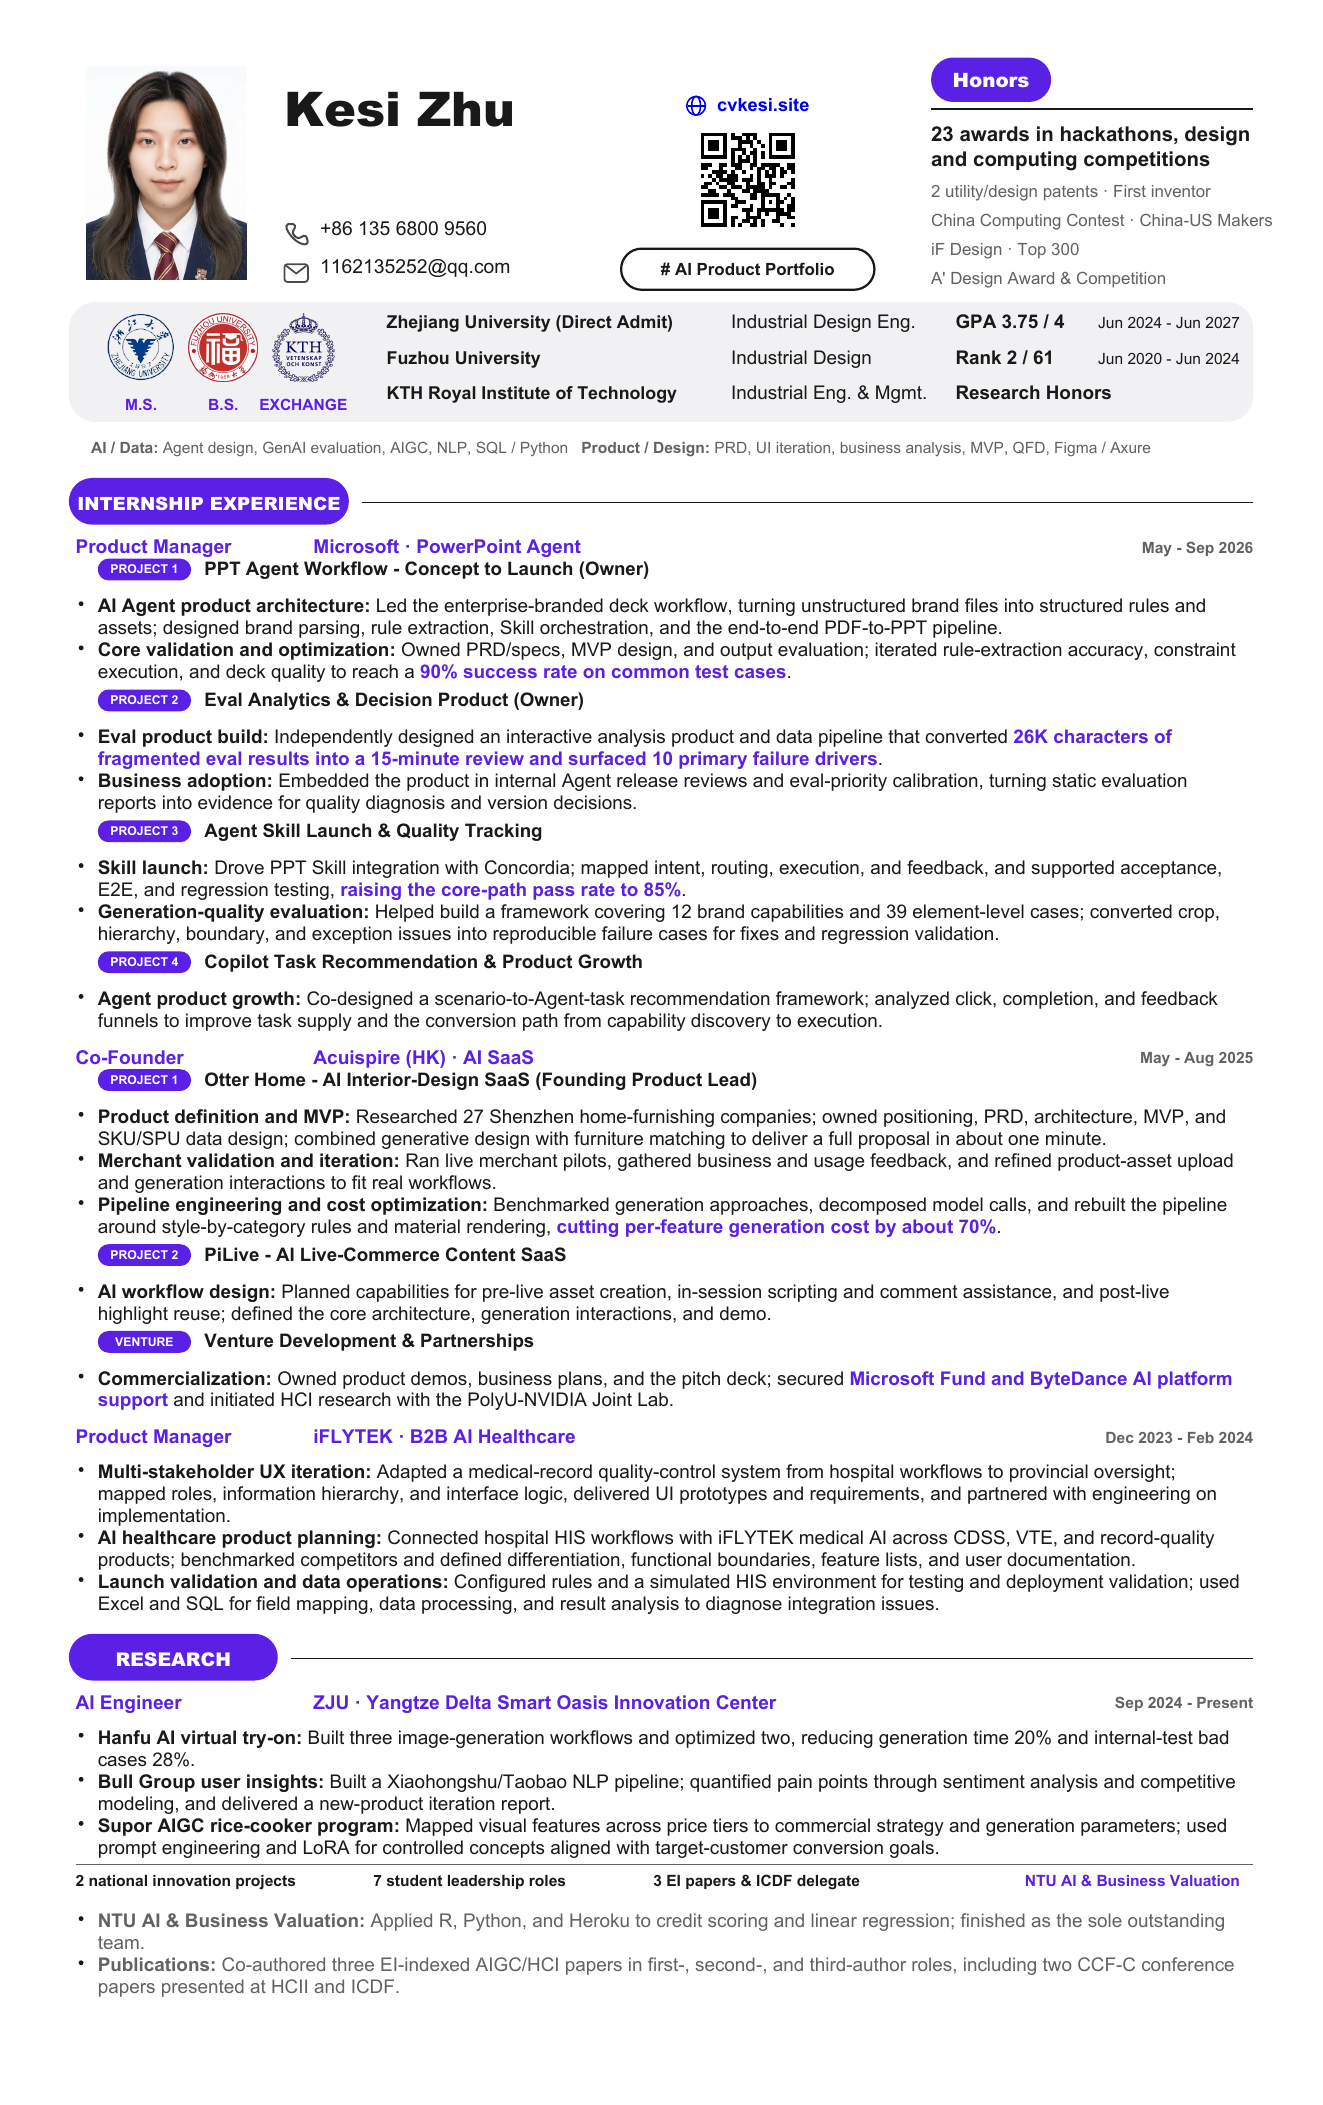 Kesi Zhu
+86 135 6800 9560
1162135252@qq.com
cvkesi.site
# AI Product Portfolio
Honors
23 awards in hackathons, design
and computing competitions
2 utility/design patents · First inventor
China Computing Contest · China-US Makers
iF Design · Top 300
A' Design Award & Competition
ZHEJIANG UNIVERSITY
1897
FUZHOU UNIVERSITY
福
1958
KTH
VETENSKAP
OCH KONST
M.S. B.S. EXCHANGE
Zhejiang University (Direct Admit) Industrial Design Eng. GPA 3.75 / 4 Jun 2024 - Jun 2027
Fuzhou University Industrial Design Rank 2 / 61 Jun 2020 - Jun 2024
KTH Royal Institute of Technology Industrial Eng. & Mgmt. Research Honors
AI / Data: Agent design, GenAI evaluation, AIGC, NLP, SQL / Python Product / Design: PRD, UI iteration, business analysis, MVP, QFD, Figma / Axure
INTERNSHIP EXPERIENCE
Product Manager Microsoft · PowerPoint Agent May - Sep 2026
PROJECT 1 PPT Agent Workflow - Concept to Launch (Owner)
• AI Agent product architecture: Led the enterprise-branded deck workflow, turning unstructured brand files into structured rules and
assets; designed brand parsing, rule extraction, Skill orchestration, and the end-to-end PDF-to-PPT pipeline.
• Core validation and optimization: Owned PRD/specs, MVP design, and output evaluation; iterated rule-extraction accuracy, constraint
execution, and deck quality to reach a 90% success rate on common test cases.
PROJECT 2 Eval Analytics & Decision Product (Owner)
• Eval product build: Independently designed an interactive analysis product and data pipeline that converted 26K characters of
fragmented eval results into a 15-minute review and surfaced 10 primary failure drivers.
• Business adoption: Embedded the product in internal Agent release reviews and eval-priority calibration, turning static evaluation
reports into evidence for quality diagnosis and version decisions.
PROJECT 3 Agent Skill Launch & Quality Tracking
• Skill launch: Drove PPT Skill integration with Concordia; mapped intent, routing, execution, and feedback, and supported acceptance,
E2E, and regression testing, raising the core-path pass rate to 85%.
• Generation-quality evaluation: Helped build a framework covering 12 brand capabilities and 39 element-level cases; converted crop,
hierarchy, boundary, and exception issues into reproducible failure cases for fixes and regression validation.
PROJECT 4 Copilot Task Recommendation & Product Growth
• Agent product growth: Co-designed a scenario-to-Agent-task recommendation framework; analyzed click, completion, and feedback
funnels to improve task supply and the conversion path from capability discovery to execution.
Co-Founder Acuispire (HK) · AI SaaS May - Aug 2025
PROJECT 1 Otter Home - AI Interior-Design SaaS (Founding Product Lead)
• Product definition and MVP: Researched 27 Shenzhen home-furnishing companies; owned positioning, PRD, architecture, MVP, and
SKU/SPU data design; combined generative design with furniture matching to deliver a full proposal in about one minute.
• Merchant validation and iteration: Ran live merchant pilots, gathered business and usage feedback, and refined product-asset upload
and generation interactions to fit real workflows.
• Pipeline engineering and cost optimization: Benchmarked generation approaches, decomposed model calls, and rebuilt the pipeline
around style-by-category rules and material rendering, cutting per-feature generation cost by about 70%.
PROJECT 2 PiLive - AI Live-Commerce Content SaaS
• AI workflow design: Planned capabilities for pre-live asset creation, in-session scripting and comment assistance, and post-live
highlight reuse; defined the core architecture, generation interactions, and demo.
VENTURE Venture Development & Partnerships
• Commercialization: Owned product demos, business plans, and the pitch deck; secured Microsoft Fund and ByteDance AI platform
support and initiated HCI research with the PolyU-NVIDIA Joint Lab.
Product Manager iFLYTEK · B2B AI Healthcare Dec 2023 - Feb 2024
• Multi-stakeholder UX iteration: Adapted a medical-record quality-control system from hospital workflows to provincial oversight;
mapped roles, information hierarchy, and interface logic, delivered UI prototypes and requirements, and partnered with engineering on
implementation.
• AI healthcare product planning: Connected hospital HIS workflows with iFLYTEK medical AI across CDSS, VTE, and record-quality
products; benchmarked competitors and defined differentiation, functional boundaries, feature lists, and user documentation.
• Launch validation and data operations: Configured rules and a simulated HIS environment for testing and deployment validation; used
Excel and SQL for field mapping, data processing, and result analysis to diagnose integration issues.
RESEARCH
AI Engineer ZJU · Yangtze Delta Smart Oasis Innovation Center Sep 2024 - Present
• Hanfu AI virtual try-on: Built three image-generation workflows and optimized two, reducing generation time 20% and internal-test bad
cases 28%.
• Bull Group user insights: Built a Xiaohongshu/Taobao NLP pipeline; quantified pain points through sentiment analysis and competitive
modeling, and delivered a new-product iteration report.
• Supor AIGC rice-cooker program: Mapped visual features across price tiers to commercial strategy and generation parameters; used
prompt engineering and LoRA for controlled concepts aligned with target-customer conversion goals.
2 national innovation projects 7 student leadership roles 3 EI papers & ICDF delegate NTU AI & Business Valuation
• NTU AI & Business Valuation: Applied R, Python, and Heroku to credit scoring and linear regression; finished as the sole outstanding
team.
• Publications: Co-authored three EI-indexed AIGC/HCI papers in first-, second-, and third-author roles, including two CCF-C conference
papers presented at HCII and ICDF.